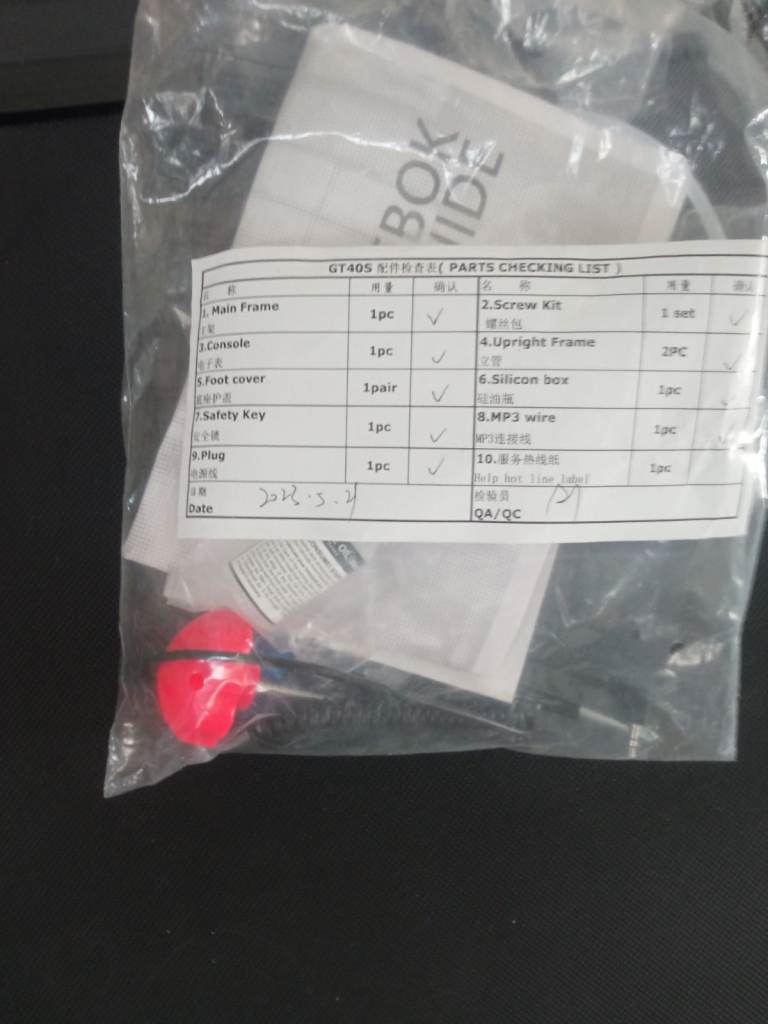 EBOK
UIDE
GT40S 配件检查表( PARTS CHECKING LIST )
名 称 用量 确认 名 称 用量 确认
1. Main Frame 1pc ✓ 2.Screw Kit 1 set ✓
主架 螺丝包
3.Console 1pc ✓ 4.Upright Frame 2PC ✓
电子表 立管
5.Foot cover 1pair ✓ 6.Silicon box 1pc ✓
底座护盖 硅油瓶
7.Safety Key 1pc ✓ 8.MP3 wire 1pc ✓
安全锁 MP3连接线
9.Plug 1pc ✓ 10.服务热线纸 1pc
电源线 Help hot line label
日期 检验员
Date 2023.5.21 QA/QC
OIL